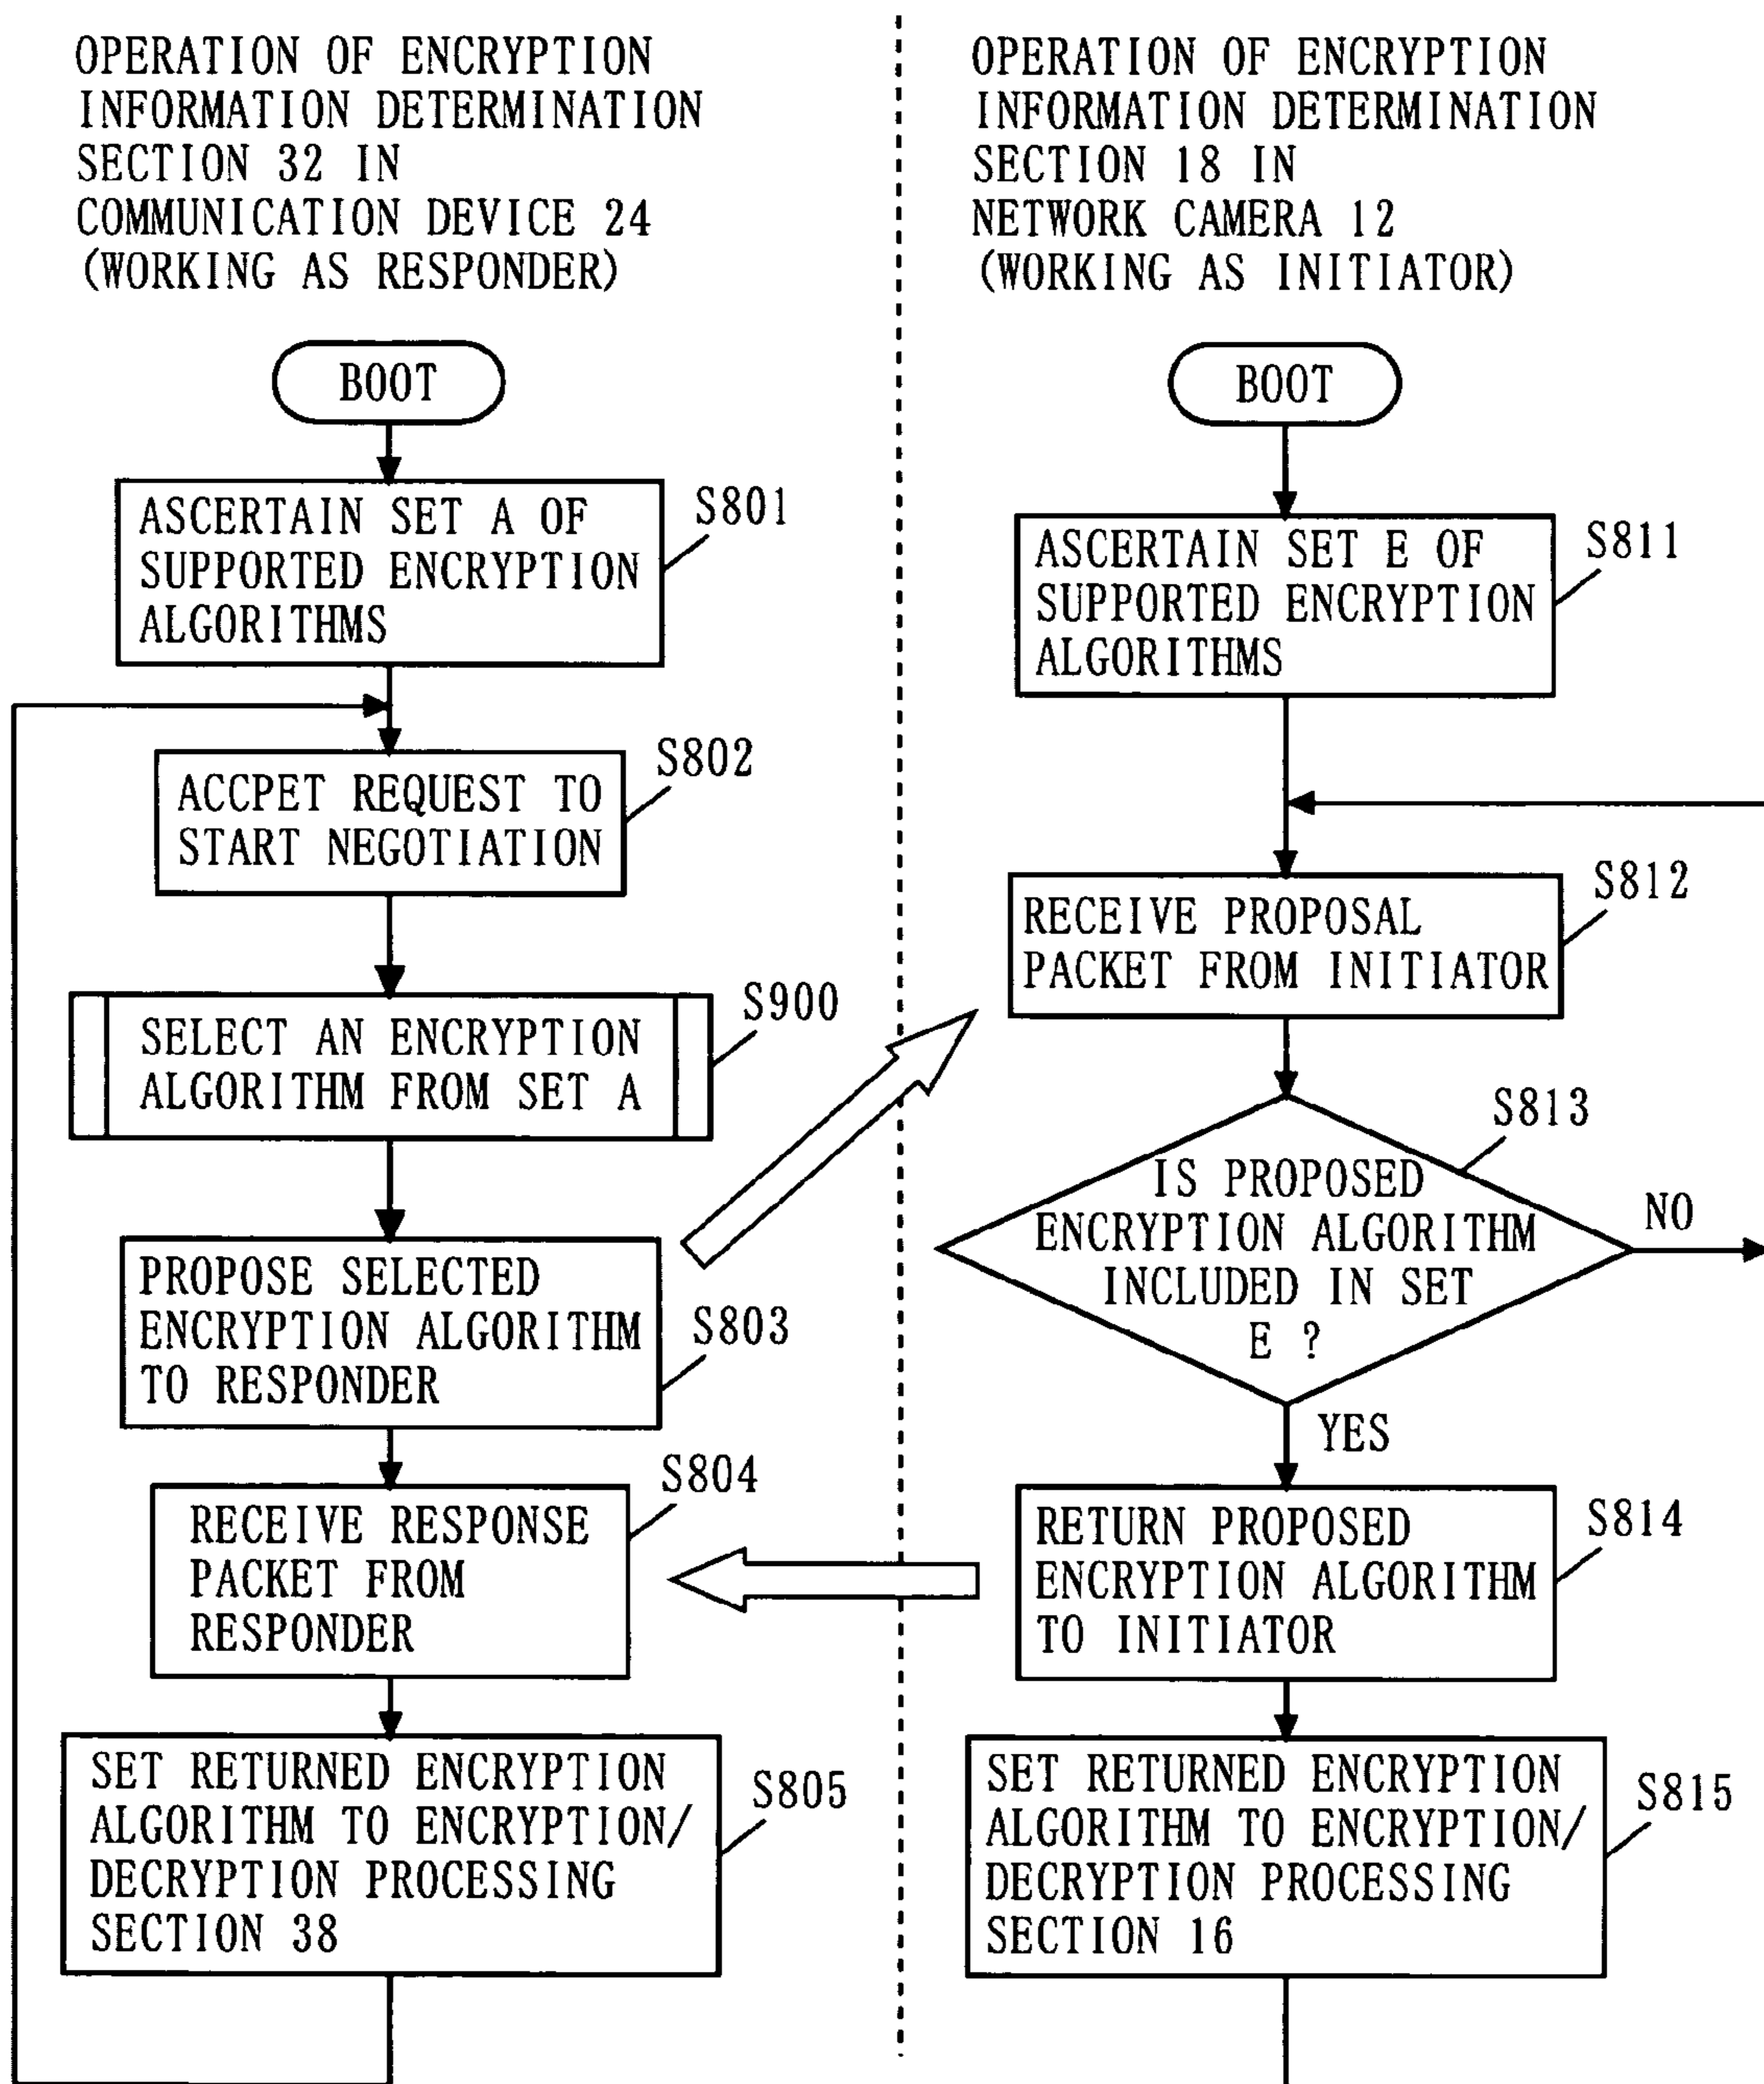 OPERATION OF ENCRYPTION
INFORMATION DETERMINATION
SECTION 32 IN
COMMUNICATION DEVICE 24
(WORKING AS RESPONDER)
BOOT
ASCERTAIN SET A OF
SUPPORTED ENCRYPTION
ALGORITHMS
S801
ACCPET REQUEST TO
START NEGOTIATION
S802
SELECT AN ENCRYPTION
ALGORITHM FROM SET A
S900
PROPOSE SELECTED
ENCRYPTION ALGORITHM
TO RESPONDER
S803
RECEIVE RESPONSE
PACKET FROM
RESPONDER
S804
SET RETURNED ENCRYPTION
ALGORITHM TO ENCRYPTION/
DECRYPTION PROCESSING
SECTION 38
S805
OPERATION OF ENCRYPTION
INFORMATION DETERMINATION
SECTION 18 IN
NETWORK CAMERA 12
(WORKING AS INITIATOR)
BOOT
ASCERTAIN SET E OF
SUPPORTED ENCRYPTION
ALGORITHMS
S811
RECEIVE PROPOSAL
PACKET FROM INITIATOR
S812
IS PROPOSED
ENCRYPTION ALGORITHM
INCLUDED IN SET
E ?
S813
NO
YES
RETURN PROPOSED
ENCRYPTION ALGORITHM
TO INITIATOR
S814
SET RETURNED ENCRYPTION
ALGORITHM TO ENCRYPTION/
DECRYPTION PROCESSING
SECTION 16
S815